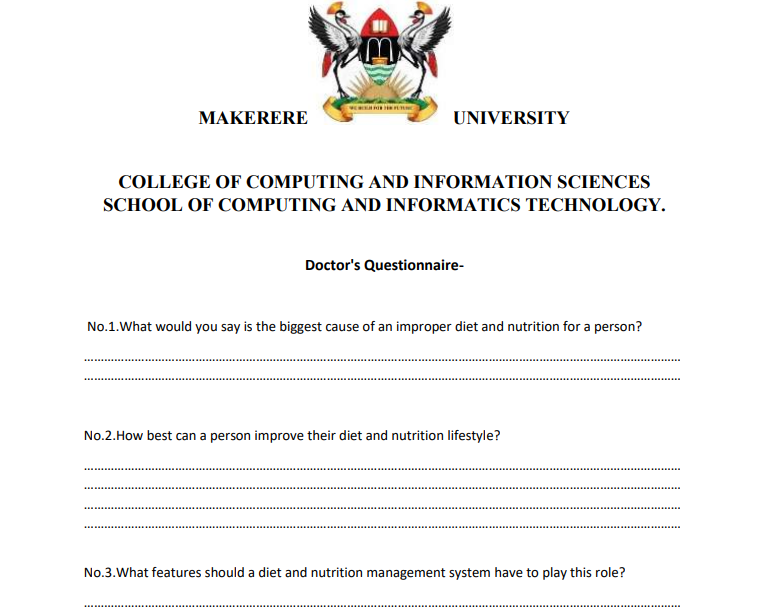 WE BUILD FOR THE FUTURE
MAKERERE UNIVERSITY
COLLEGE OF COMPUTING AND INFORMATION SCIENCES
SCHOOL OF COMPUTING AND INFORMATICS TECHNOLOGY.
Doctor's Questionnaire-
No.1.What would you say is the biggest cause of an improper diet and nutrition for a person?
No.2.How best can a person improve their diet and nutrition lifestyle?
No.3.What features should a diet and nutrition management system have to play this role?